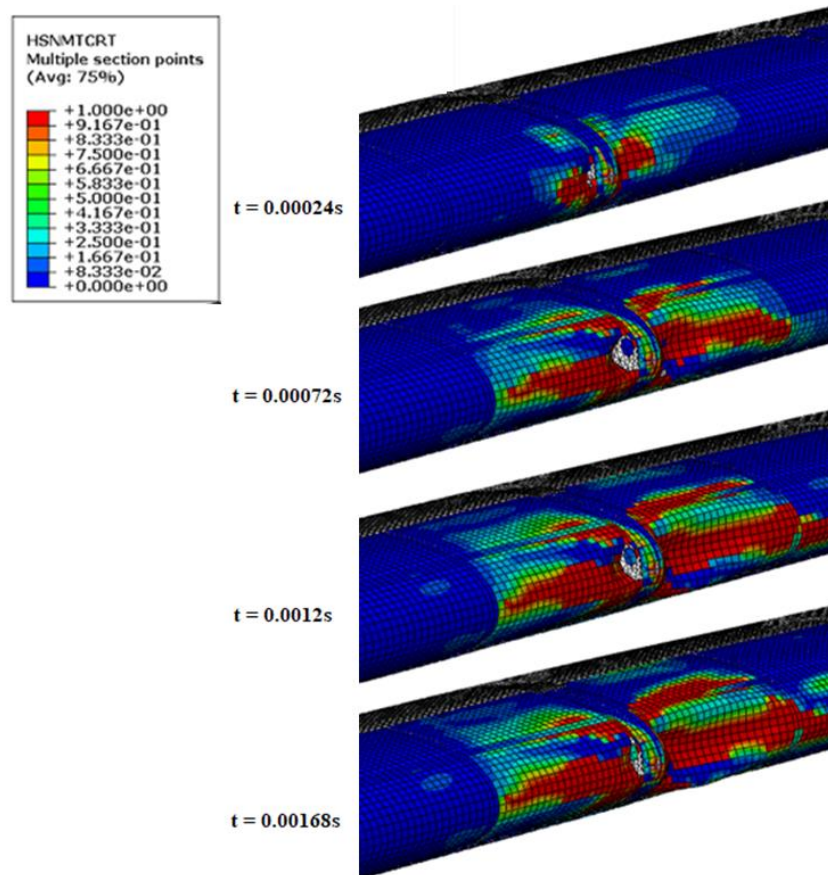 HSNMTCRT
Multiple section points
(Avg: 75%)
+1.000e+00
+9.167e-01
+8.333e-01
+7.500e-01
+6.667e-01
+5.833e-01
+5.000e-01
+4.167e-01
+3.333e-01
+2.500e-01
+1.667e-01
+8.333e-02
+0.000e+00
t = 0.00024s
t = 0.00072s
t = 0.0012s
t = 0.00168s